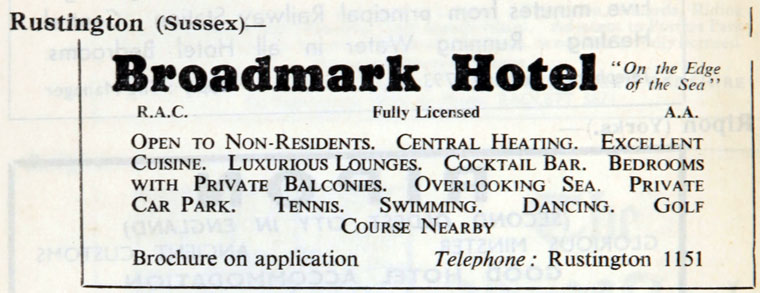 Rustington (Sussex)—
Broadmark Hotel "On the Edge of the Sea"
R.A.C. Fully Licensed A.A.
Open to Non-Residents. Central Heating. Excellent
Cuisine. Luxurious Lounges. Cocktail Bar. Bedrooms
with Private Balconies. Overlooking Sea. Private
Car Park. Tennis. Swimming. Dancing. Golf
Course Nearby
Brochure on application Telephone: Rustington 1151